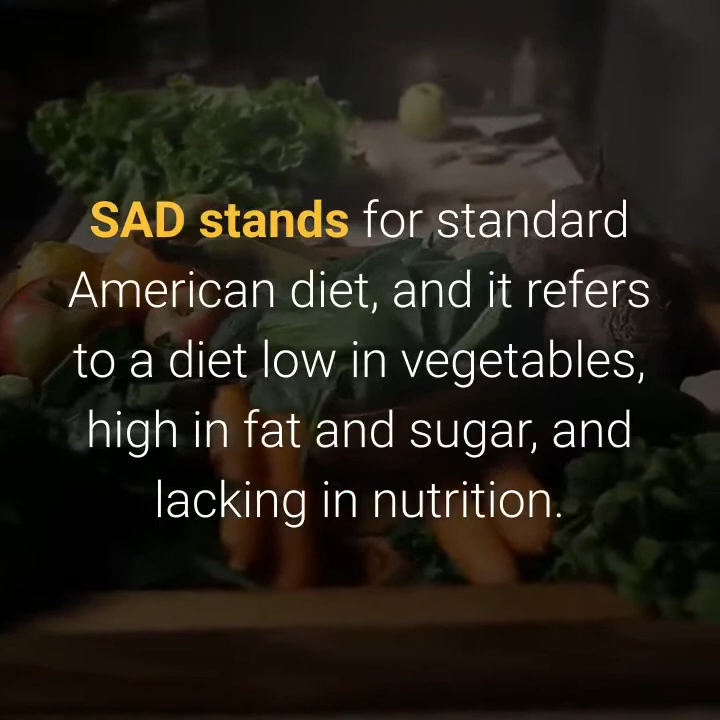 SAD stands for standard
American diet, and it refers
to a diet low in vegetables,
high in fat and sugar, and
lacking in nutrition.